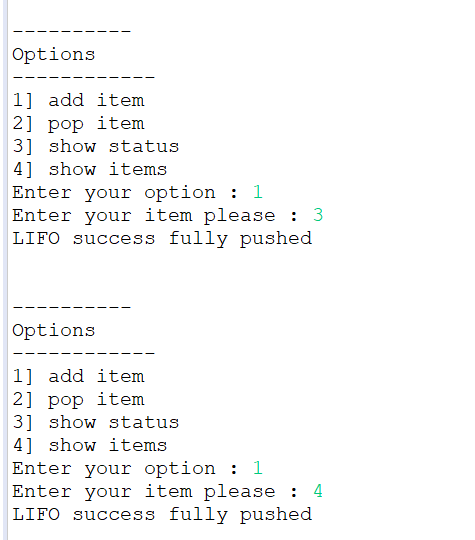 ----------
Options
------------
1] add item
2] pop item
3] show status
4] show items
Enter your option : 1
Enter your item please : 3
LIFO success fully pushed
----------
Options
------------
1] add item
2] pop item
3] show status
4] show items
Enter your option : 1
Enter your item please : 4
LIFO success fully pushed